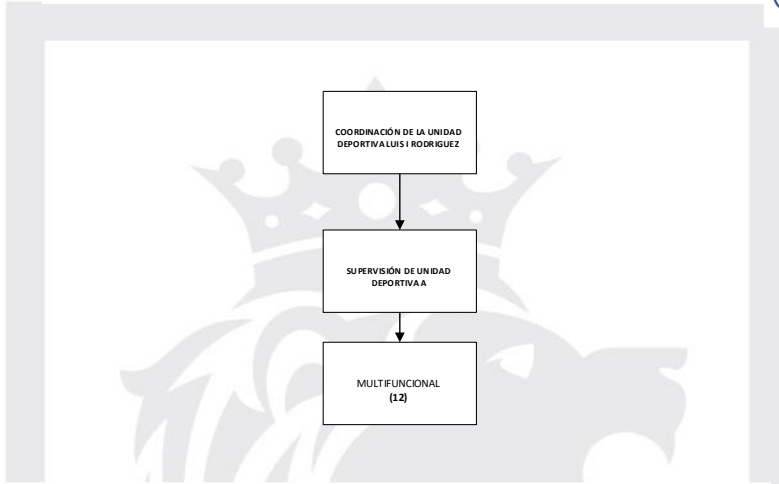 COORDINACIÓN DE LA UNIDAD
DEPORTIVA LUIS I RODRIGUEZ
SUPERVISIÓN DE UNIDAD
DEPORTIVA A
MULTIFUNCIONAL
(12)